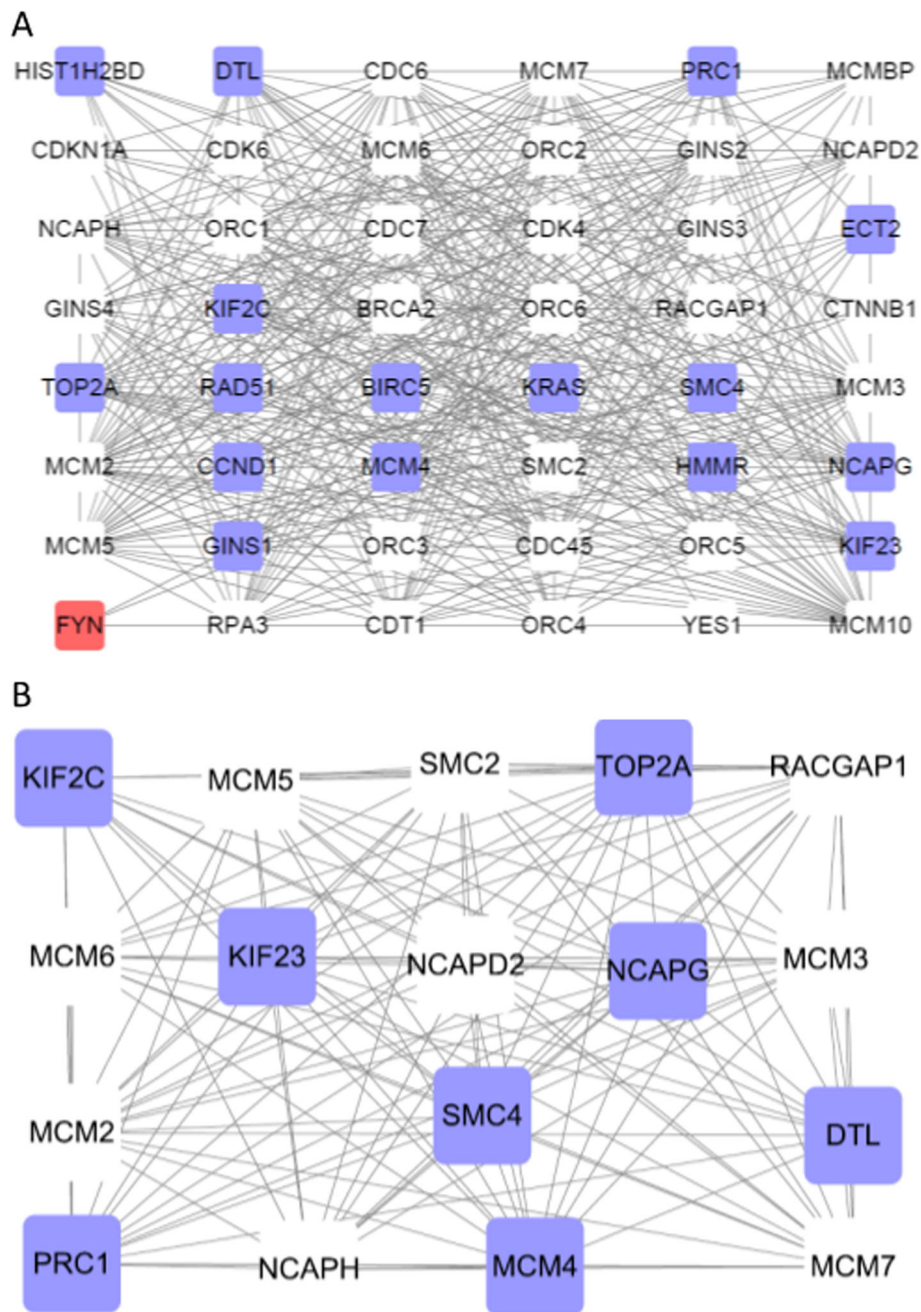 A
HIST1H2BD DTL CDC6 MCM7 PRC1 MCMBP
CDKN1A CDK6 MCM6 ORC2 GINS2 NCAPD2
NCAPH ORC1 CDC7 CDK4 GINS3 ECT2
GINS4 KIF2C BRCA2 ORC6 RACGAP1 CTNNB1
TOP2A RAD51 BIRC5 KRAS SMC4 MCM3
MCM2 CCND1 MCM4 SMC2 HMMR NCAPG
MCM5 GINS1 ORC3 CDC45 ORC5 KIF23
FYN RPA3 CDT1 ORC4 YES1 MCM10
B
KIF2C MCM5 SMC2 TOP2A RACGAP1
MCM6 KIF23 NCAPD2 NCAPG MCM3
MCM2 SMC4 DTL
PRC1 NCAPH MCM4 MCM7